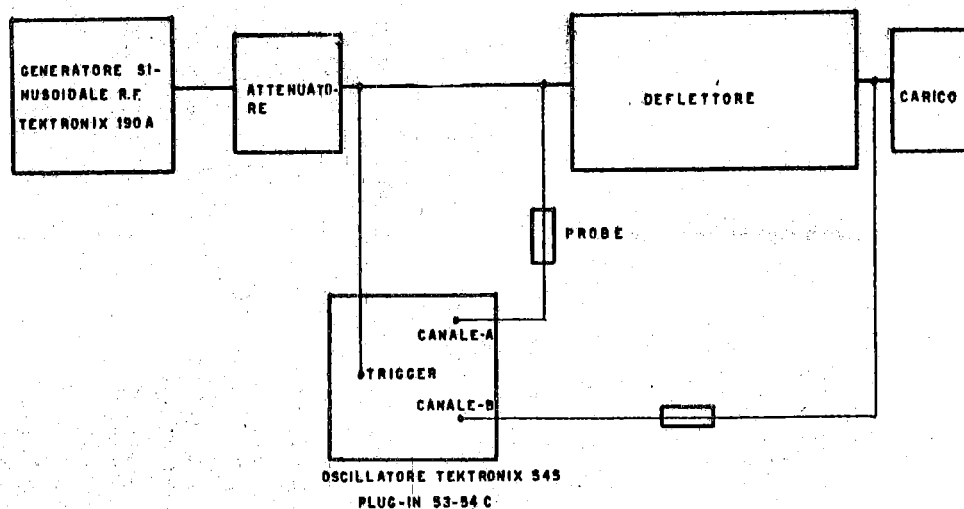 GENERATORE SI-
NUSOIDALE R.F.
TEKTRONIX 190A
ATTENUATO-
RE
DEFLETTORE
CARICO
PROBE
CANALE-A
TRIGGER
CANALE-B
OSCILLATORE TEKTRONIX 545
PLUG-IN 53-54 C